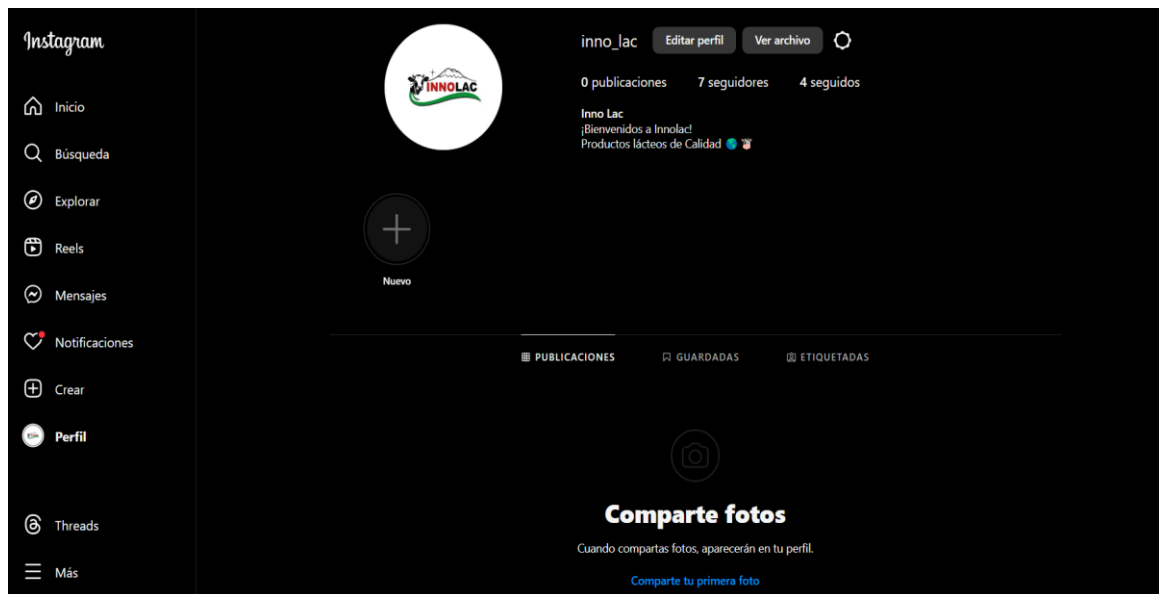 Instagram
Inicio
Búsqueda
Explorar
Reels
Mensajes
Notificaciones
Crear
Perfil
Threads
Más
INNOLAC
inno_lac Editar perfil Ver archivo
0 publicaciones 7 seguidores 4 seguidos
Inno Lac
¡Bienvenidos a Innolac!
Productos lácteos de Calidad 🌎 🐮
Nuevo
PUBLICACIONES GUARDADAS ETIQUETADAS
Comparte fotos
Cuando compartas fotos, aparecerán en tu perfil.
Comparte tu primera foto